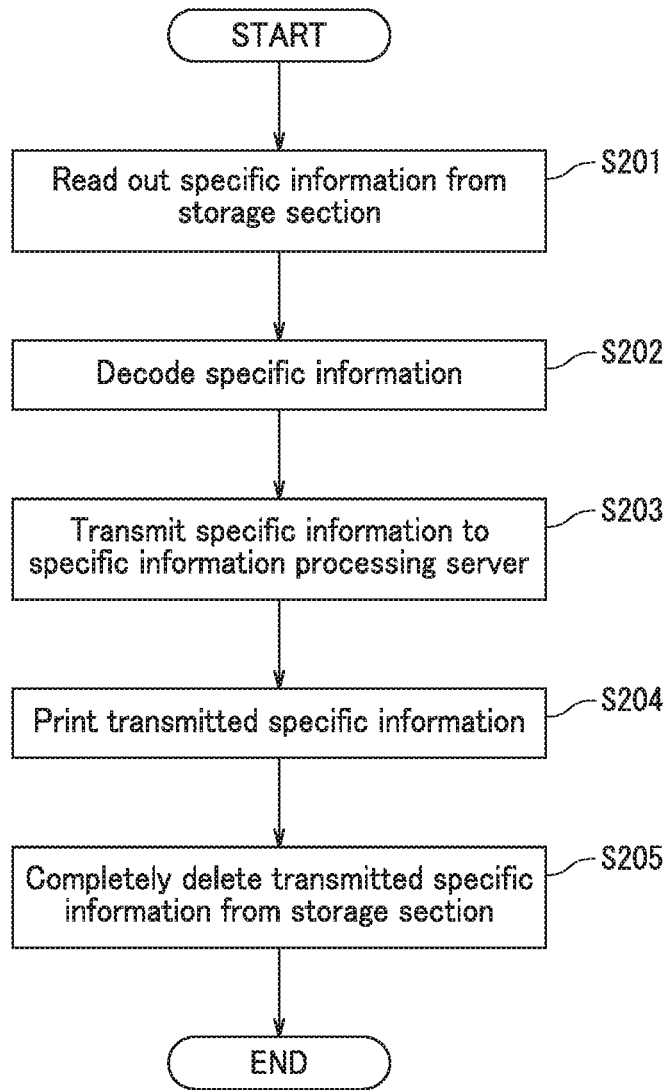 START
Read out specific information from
storage section
S201
Decode specific information
S202
Transmit specific information to
specific information processing server
S203
Print transmitted specific information
S204
Completely delete transmitted specific
information from storage section
S205
END